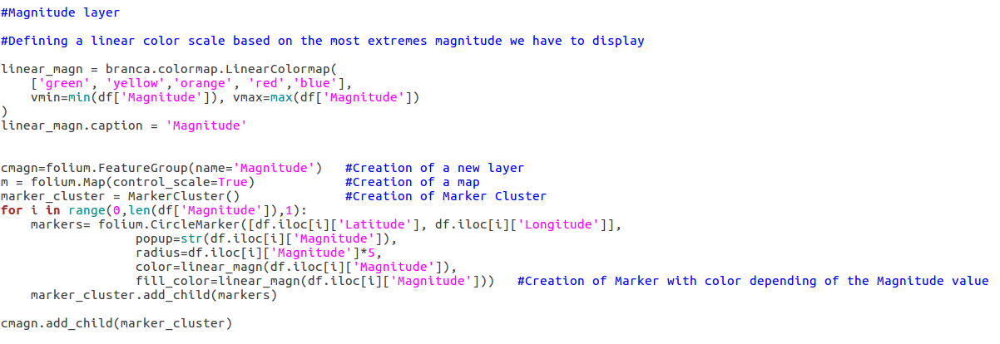 #Magnitude layer
#Defining a linear color scale based on the most extremes magnitude we have to display
linear_magn = branca.colormap.LinearColormap(
    ['green', 'yellow','orange', 'red','blue'],
    vmin=min(df['Magnitude']), vmax=max(df['Magnitude'])
)
linear_magn.caption = 'Magnitude'
cmagn=folium.FeatureGroup(name='Magnitude')   #Creation of a new layer
m = folium.Map(control_scale=True)            #Creation of a map
marker_cluster = MarkerCluster()              #Creation of Marker Cluster
for i in range(0,len(df['Magnitude']),1):
    markers= folium.CircleMarker([df.iloc[i]['Latitude'], df.iloc[i]['Longitude']],
                  popup=str(df.iloc[i]['Magnitude']),
                  radius=df.iloc[i]['Magnitude']*5,
                  color=linear_magn(df.iloc[i]['Magnitude']),
                  fill_color=linear_magn(df.iloc[i]['Magnitude']))   #Creation of Marker with color depending of the Magnitude value
    marker_cluster.add_child(markers)
cmagn.add_child(marker_cluster)